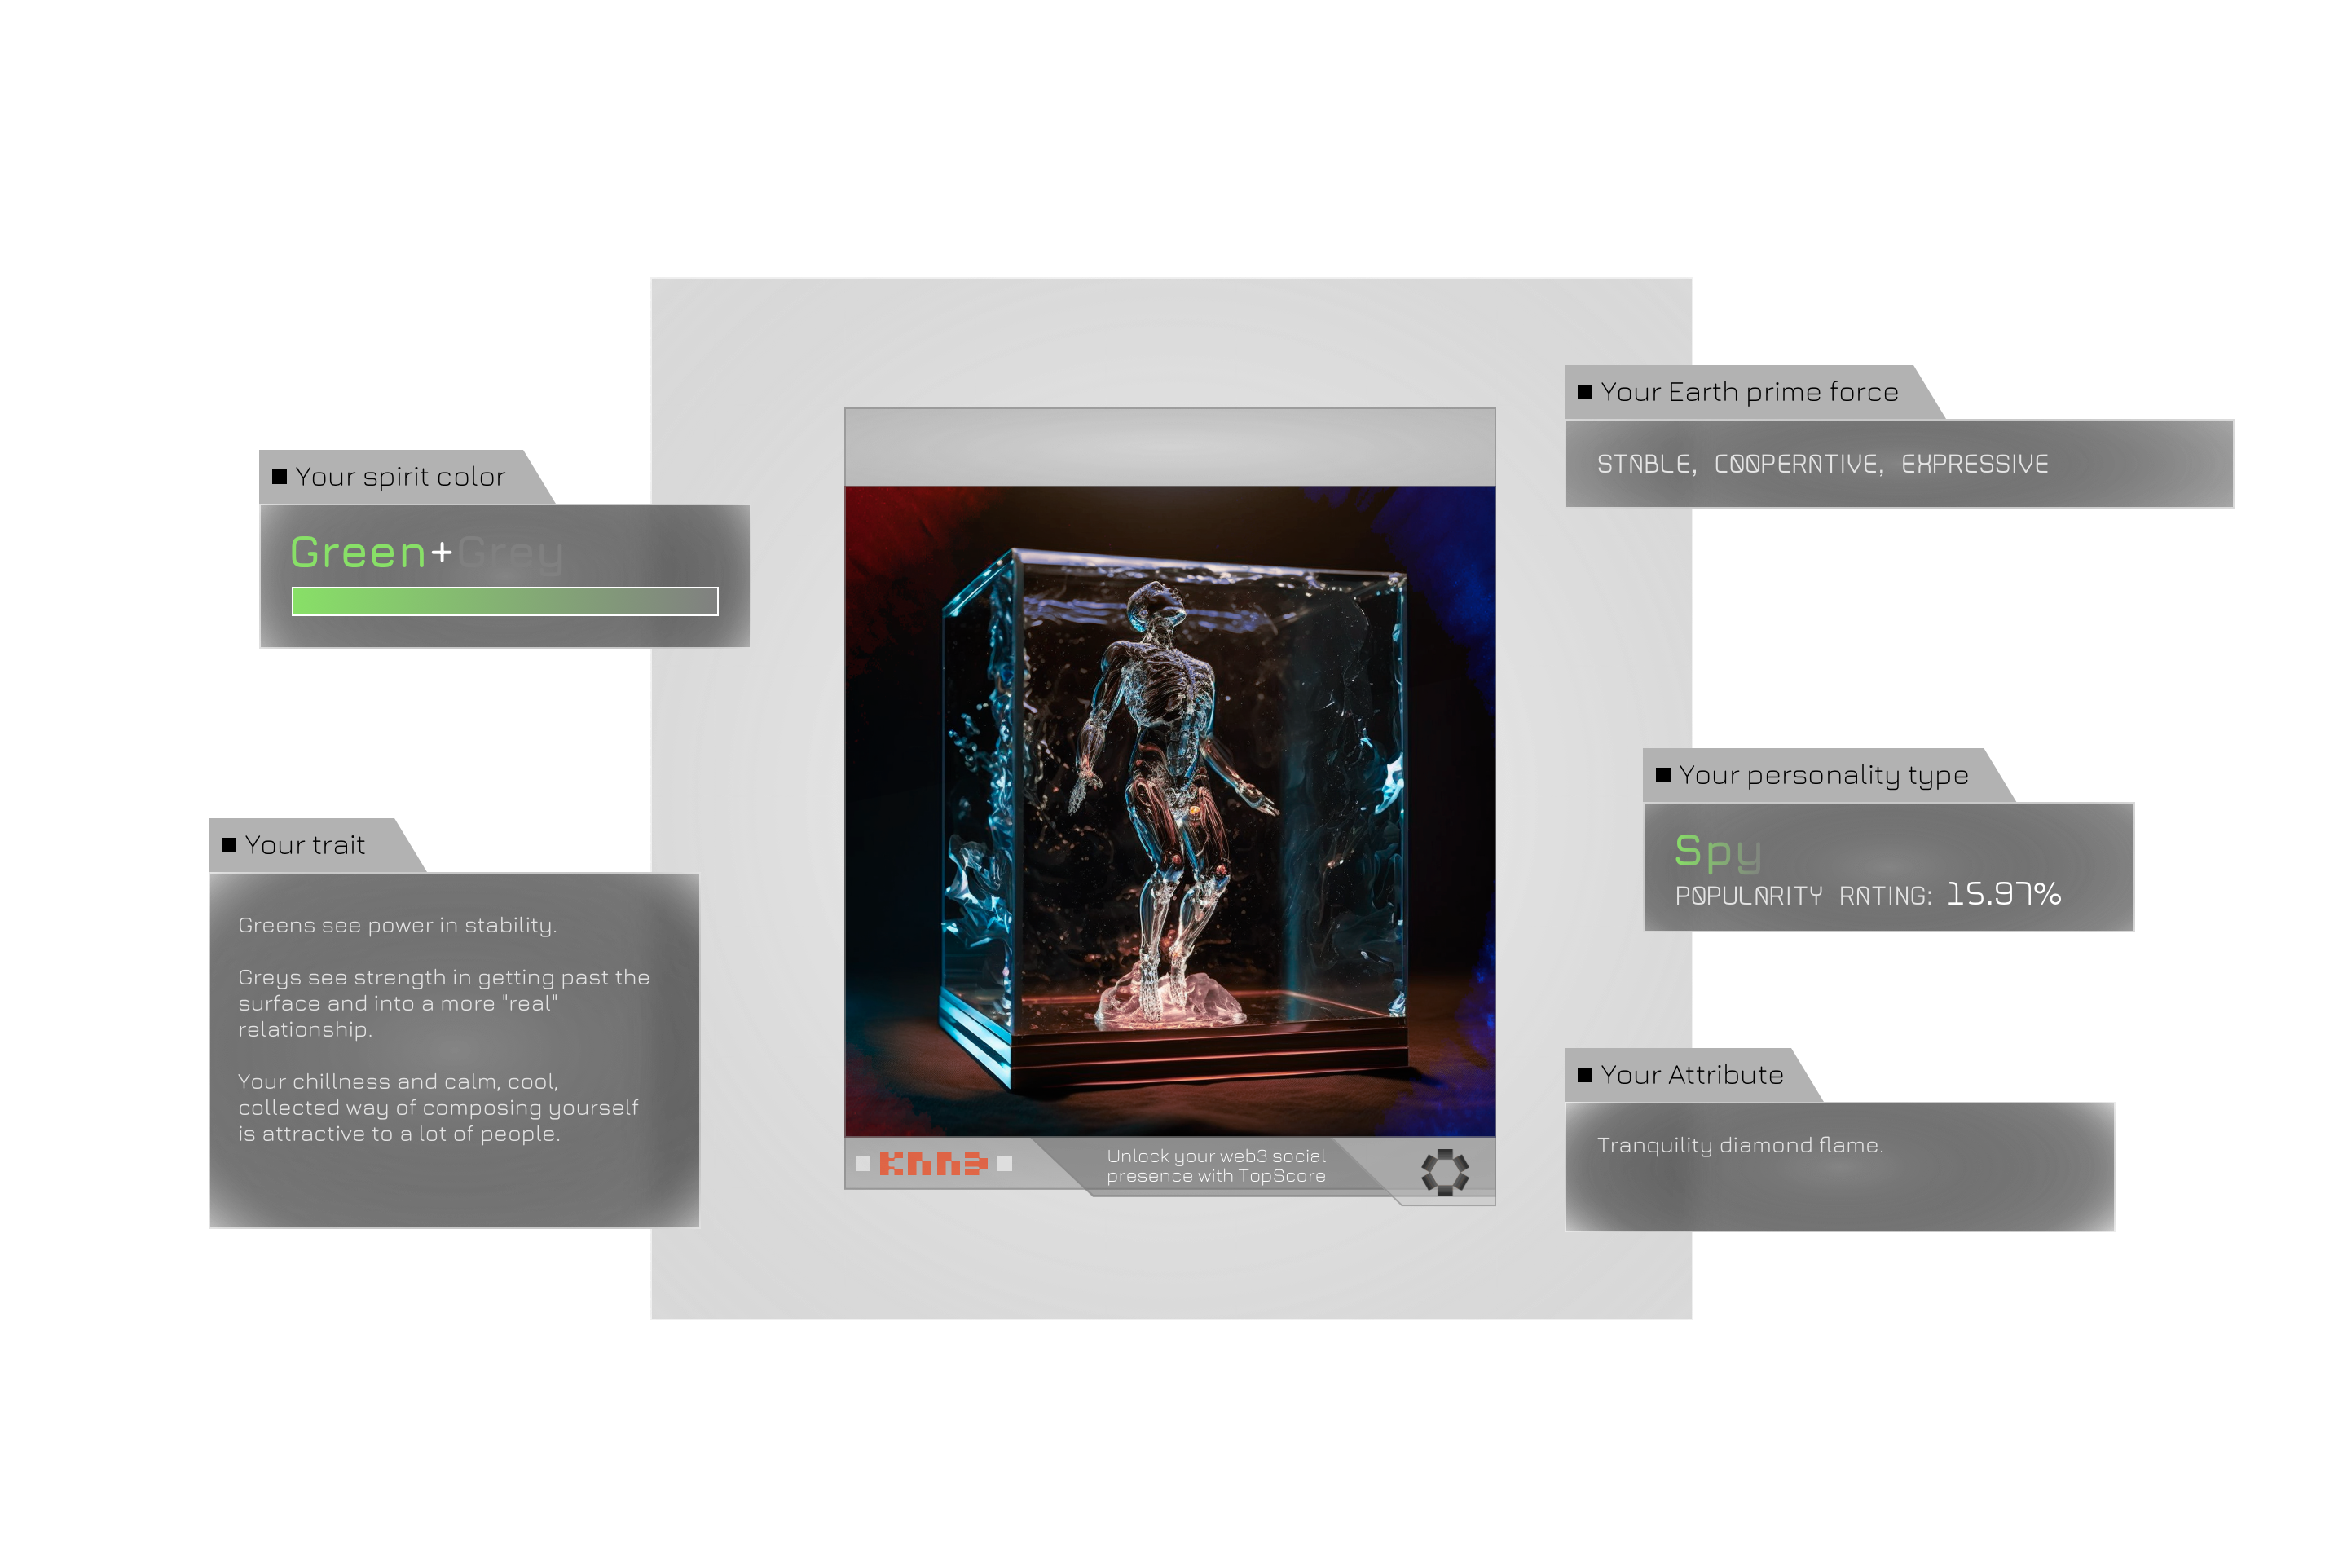 Your spirit color
Green+Grey
Your trait
Greens see power in stability.
Greys see strength in getting past the
surface and into a more "real"
relationship.
Your chillness and calm, cool,
collected way of composing yourself
is attractive to a lot of people.
KNN3
Unlock your web3 social
presence with TopScore
Your Earth prime force
STABLE, COOPERATIVE, EXPRESSIVE
Your personality type
Spy
POPULARITY RATING: 15.97%
Your Attribute
Tranquility diamond flame.